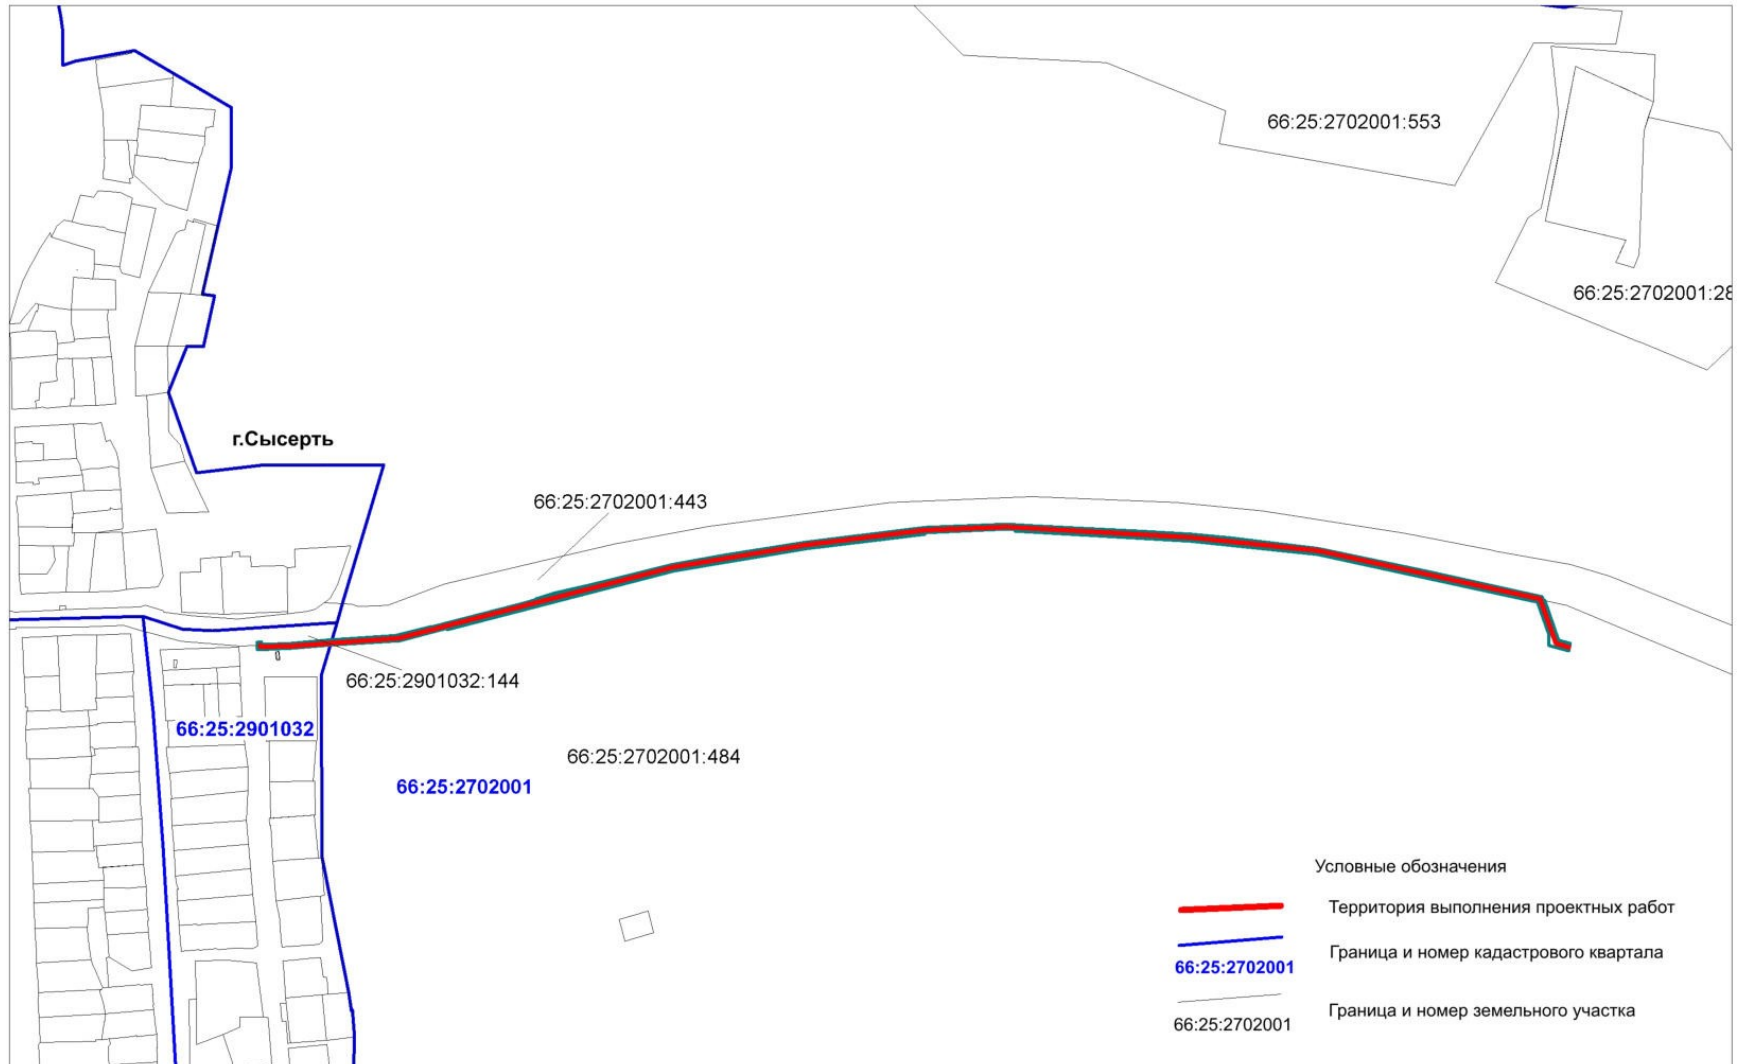 66:25:2702001:553
66:25:2702001:28
г.Сысерть
66:25:2702001:443
66:25:2901032:144
66:25:2901032
66:25:2702001:484
66:25:2702001
Условные обозначения
Территория выполнения проектных работ
Граница и номер кадастрового квартала
66:25:2702001
Граница и номер земельного участка
66:25:2702001